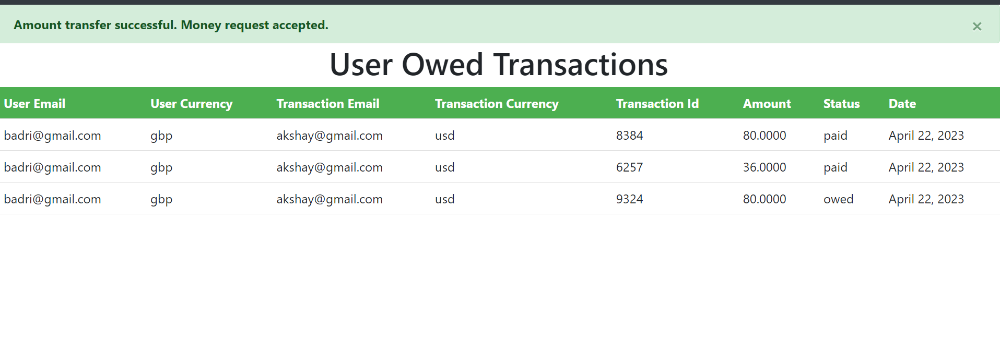 Amount transfer successful. Money request accepted. ×
User Owed Transactions
User Email User Currency Transaction Email Transaction Currency Transaction Id Amount Status Date
badri@gmail.com gbp akshay@gmail.com usd 8384 80.0000 paid April 22, 2023
badri@gmail.com gbp akshay@gmail.com usd 6257 36.0000 paid April 22, 2023
badri@gmail.com gbp akshay@gmail.com usd 9324 80.0000 owed April 22, 2023